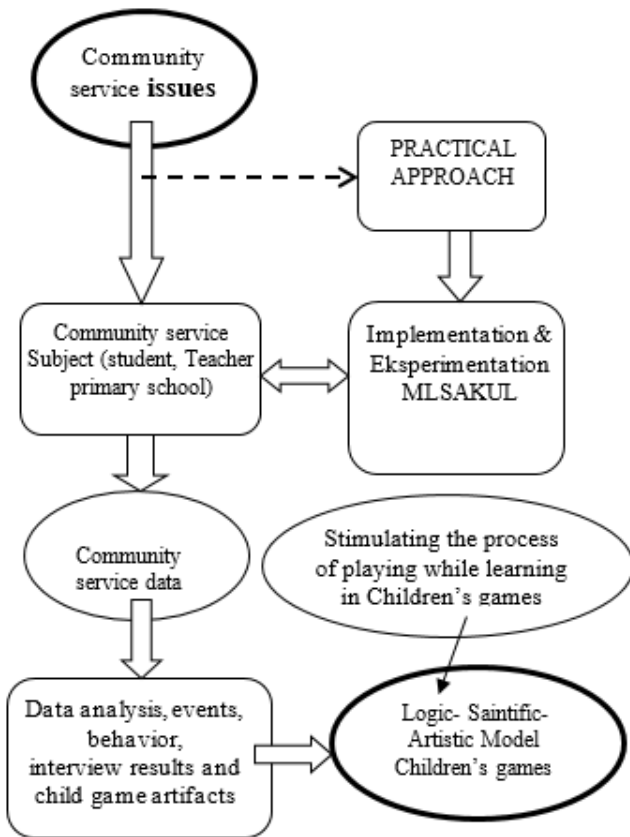 Community
service issues
PRACTICAL
APPROACH
Community service
Subject (student, Teacher
primary school)
Implementation &
Eksperimentation
MLSAKUL
Community
service data
Stimulating the process
of playing while learning
in Children’s games
Data analysis, events,
behavior,
interview results and
child game artifacts
Logic- Saintific-
Artistic Model
Children’s games